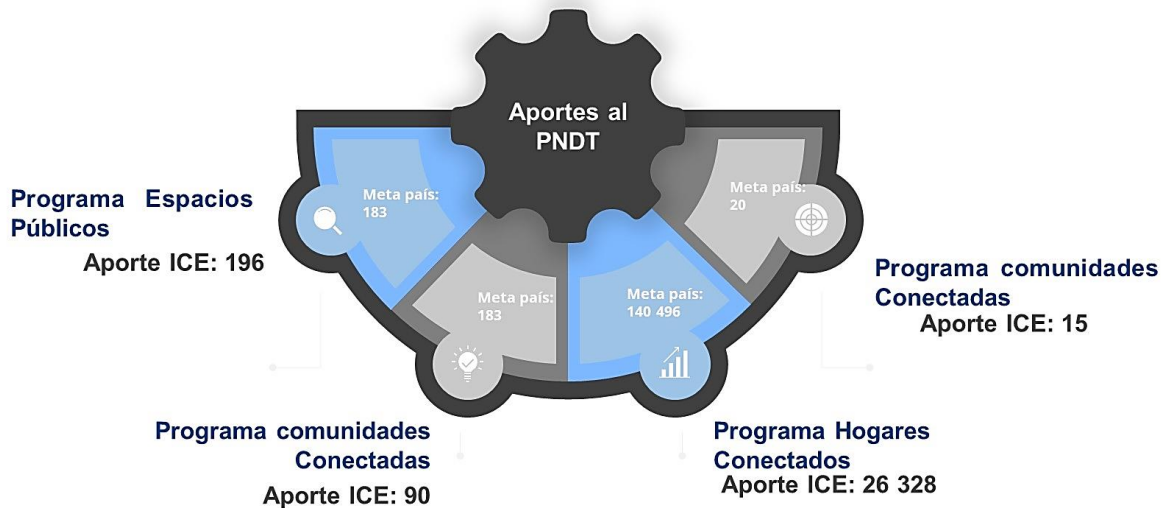 Aportes al
PNDT
Meta país:
183
Programa Espacios
Públicos
Aporte ICE: 196
Meta país:
183
Programa comunidades
Conectadas
Aporte ICE: 90
Meta país:
140 496
Programa Hogares
Conectados
Aporte ICE: 26 328
Meta país:
20
Programa comunidades
Conectadas
Aporte ICE: 15